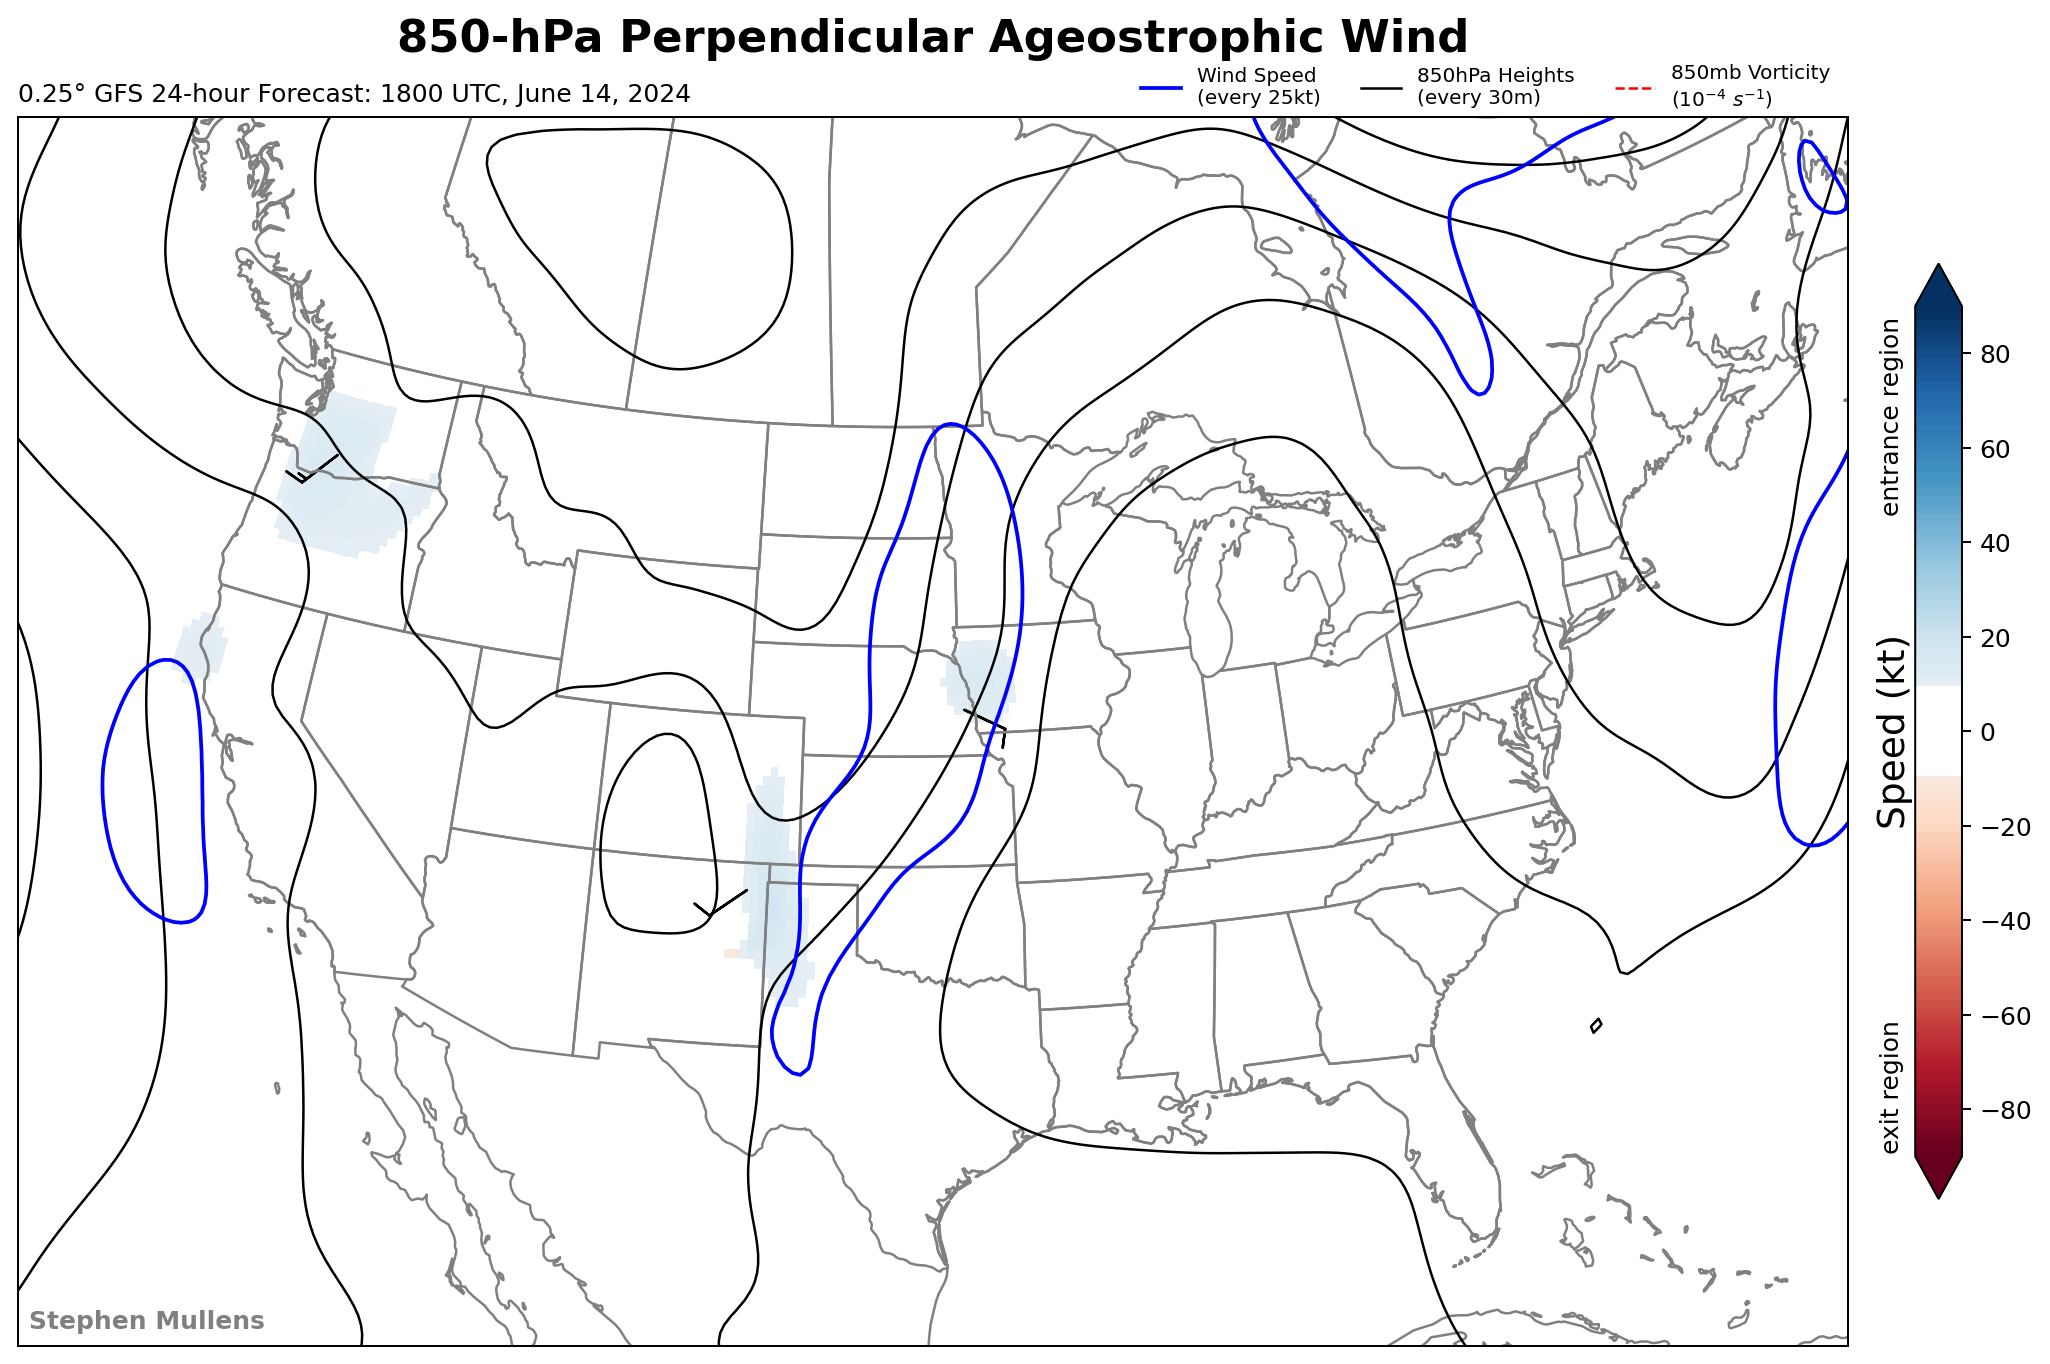 850-hPa Perpendicular Ageostrophic Wind
0.25° GFS 24-hour Forecast: 1800 UTC, June 14, 2024
Wind Speed
(every 25kt)
850hPa Heights
(every 30m)
850mb Vorticity
(10⁻⁴ s⁻¹)
entrance region
Speed (kt)
exit region
80
60
40
20
0
−20
−40
−60
−80
Stephen Mullens